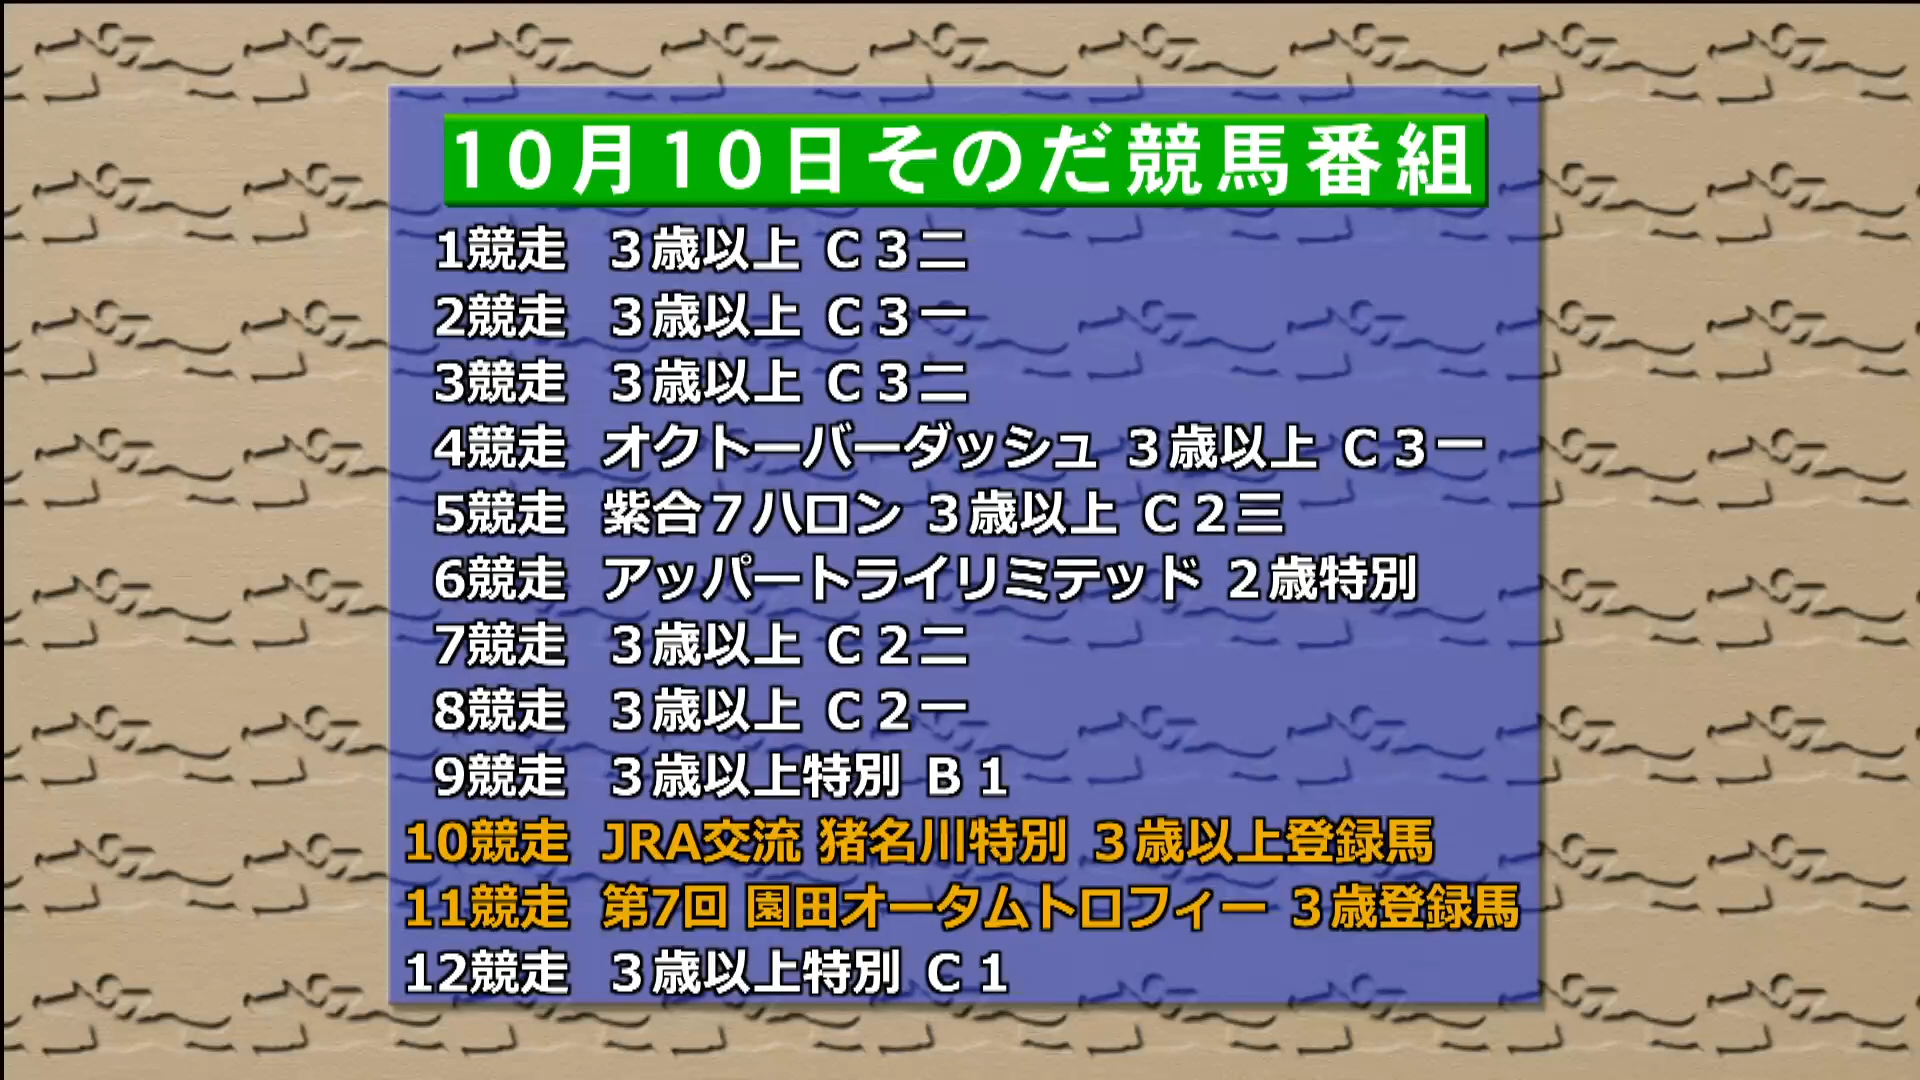 10月10日そのだ競馬番組
1競走 3歳以上 C3二
2競走 3歳以上 C3一
3競走 3歳以上 C3二
4競走 オクトーバーダッシュ 3歳以上 C3一
5競走 紫合7ハロン 3歳以上 C2三
6競走 アッパートライリミテッド 2歳特別
7競走 3歳以上 C2二
8競走 3歳以上 C2一
9競走 3歳以上特別 B1
10競走 JRA交流 猪名川特別 3歳以上登録馬
11競走 第7回 園田オータムトロフィー 3歳登録馬
12競走 3歳以上特別 C1